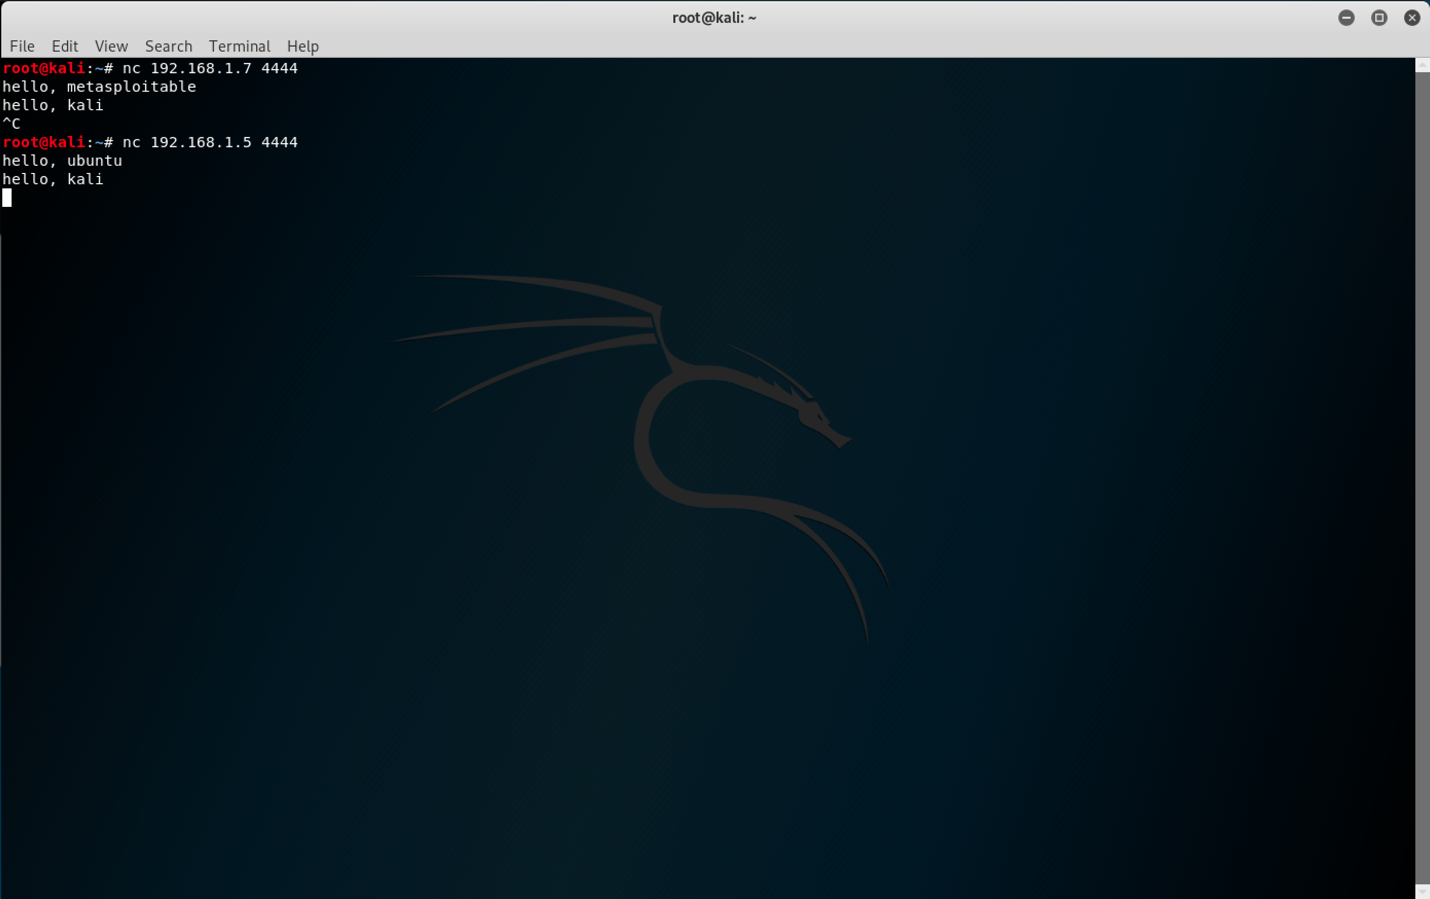 root@kali: ~
File Edit View Search Terminal Help
root@kali:~# nc 192.168.1.7 4444
hello, metasploitable
hello, kali
^C
root@kali:~# nc 192.168.1.5 4444
hello, ubuntu
hello, kali